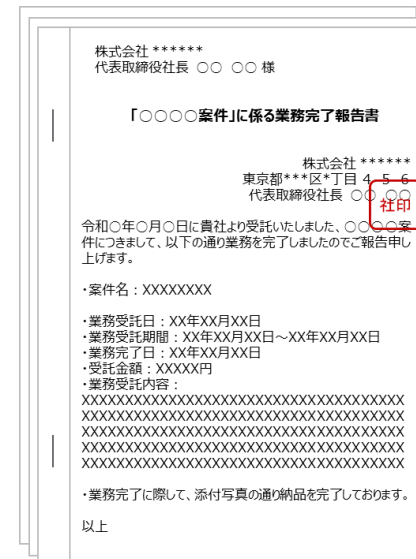 株式会社 ******
代表取締役社長 ○○ ○○ 様
「○○○○案件」に係る業務完了報告書
株式会社 ******
東京都***区*丁目 4 5 6
代表取締役社長 ○○ ○○
社印
令和○年○月○日に貴社より受託いたしました、○○○○案
件につきまして、以下の通り業務を完了しましたのでご報告申し
上げます。
・案件名：XXXXXXXX
・業務受託日：XX年XX月XX日
・業務受託期間：XX年XX月XX日～XX年XX月XX日
・業務完了日：XX年XX月XX日
・受託金額：XXXXX円
・業務受託内容：
XXXXXXXXXXXXXXXXXXXXXXXXXXXXXXXXXXXXX
XXXXXXXXXXXXXXXXXXXXXXXXXXXXXXXXXXXXX
XXXXXXXXXXXXXXXXXXXXXXXXXXXXXXXXXXXXX
XXXXXXXXXXXXXXXXXXXXXXXXXXXXXXXXXXXXX
XXXXXXXXXXXXXXXXXXXXXXXXXXXXXXXXXXXXX
・業務完了に際して、添付写真の通り納品を完了しております。
以上